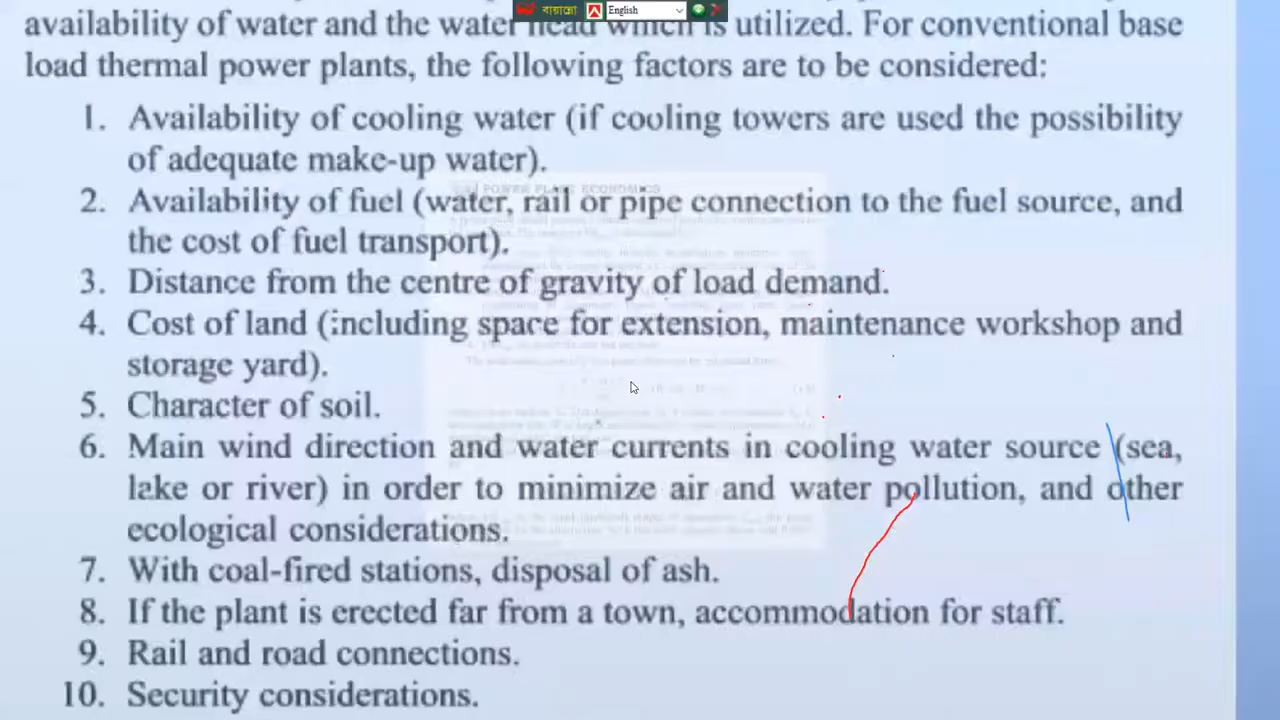 বায়ান্নো English
availability of water and the water head which is utilized. For conventional base
load thermal power plants, the following factors are to be considered:
1. Availability of cooling water (if cooling towers are used the possibility
of adequate make-up water).
POWER PLANT ECONOMICS
2. Availability of fuel (water, rail or pipe connection to the fuel source, and
the cost of fuel transport).
3. Distance from the centre of gravity of load demand.
4. Cost of land (including space for extension, maintenance workshop and
storage yard).
5. Character of soil.
6. Main wind direction and water currents in cooling water source (sea,
lake or river) in order to minimize air and water pollution, and other
ecological considerations.
7. With coal-fired stations, disposal of ash.
8. If the plant is erected far from a town, accommodation for staff.
9. Rail and road connections.
10. Security considerations.